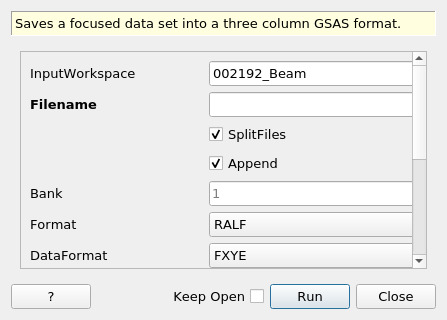 Saves a focused data set into a three column GSAS format.
InputWorkspace 002192_Beam
Filename
SplitFiles
Append
Bank 1
Format RALF
DataFormat FXYE
? Keep Open Run Close